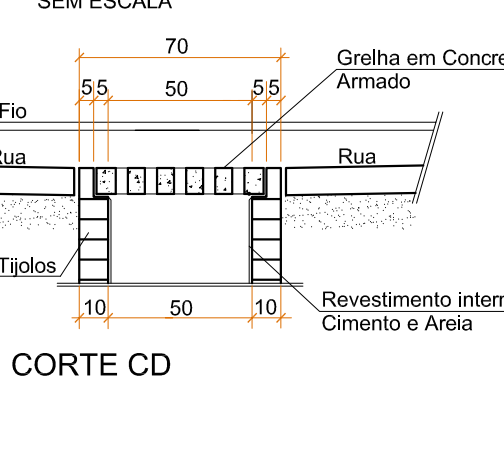 SEM ESCALA
70
Grelha em Concre
Armado
5 5 50 5 5
Fio
Rua
Rua
Tijolos
10 50 10
Revestimento interr
Cimento e Areia
CORTE CD